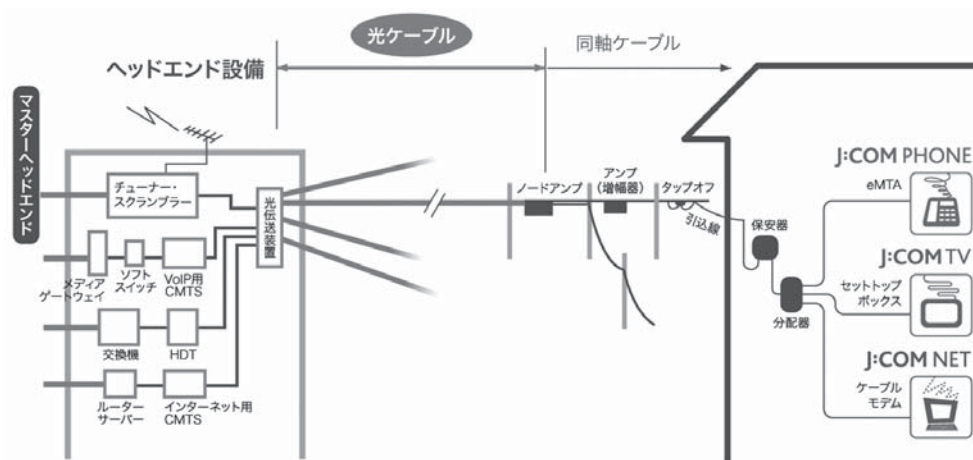 光ケーブル
同軸ケーブル
ヘッドエンド設備
マスターヘッドエンド
チューナー・
スクランブラー
光伝送装置
メディア
ゲートウェイ
ソフト
スイッチ
VoIP用
CMTS
交換機
HDT
ルーター
サーバー
インターネット用
CMTS
ノードアンプ
アンプ
(増幅器)
タップオフ
引込線
保安器
分配器
J:COM PHONE
eMTA
J:COM TV
セットトップ
ボックス
J:COM NET
ケーブル
モデム